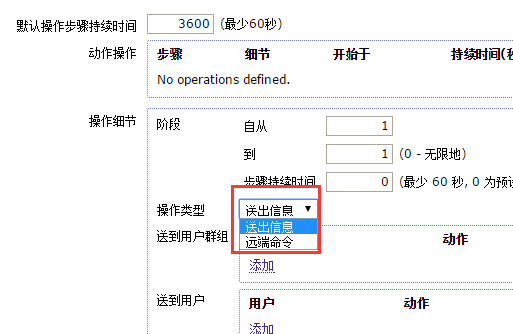 默认操作步骤持续时间 3600 (最少60秒)
动作操作 步骤 细节 开始于 持续时间(
No operations defined.
操作细节 阶段 自从 1
到 1 (0 - 无限地)
步骤持续时间 0 (最少 60 秒, 0 为预
操作类型 送出信息
送出信息
送到用户群组 远端命令 动作
添加
送到用户 用户 动作
添加